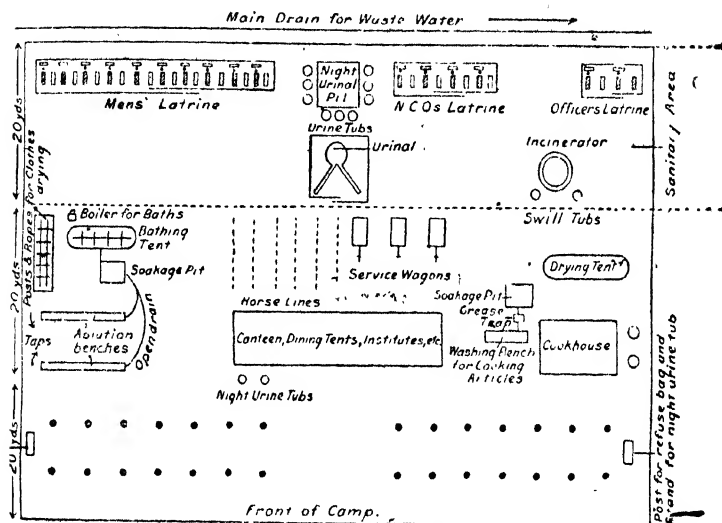 Main Drain for Waste Water
Mens' Latrine
Night
Urinal
Pit
Urine Tubs
NCOs Latrine
Officers Latrine
Urinal
Incinerator
Swill Tubs
Sanitary Area
20 yds
20 yds
20 yds
Posts & Ropes for Clothes
drying
Boiler for Baths
Bathing
Tent
Soakage Pit
Open drain
Taps
Ablution
benches
Horse Lines
Service Wagons
Drying Tent
Soakage Pit
Grease
Trap
Washing Bench
for Cooking
Articles
Cookhouse
Canteen, Dining Tents, Institutes, etc.
Night Urine Tubs
Post for refuse bag and
stand for night urine tub
Front of Camp.